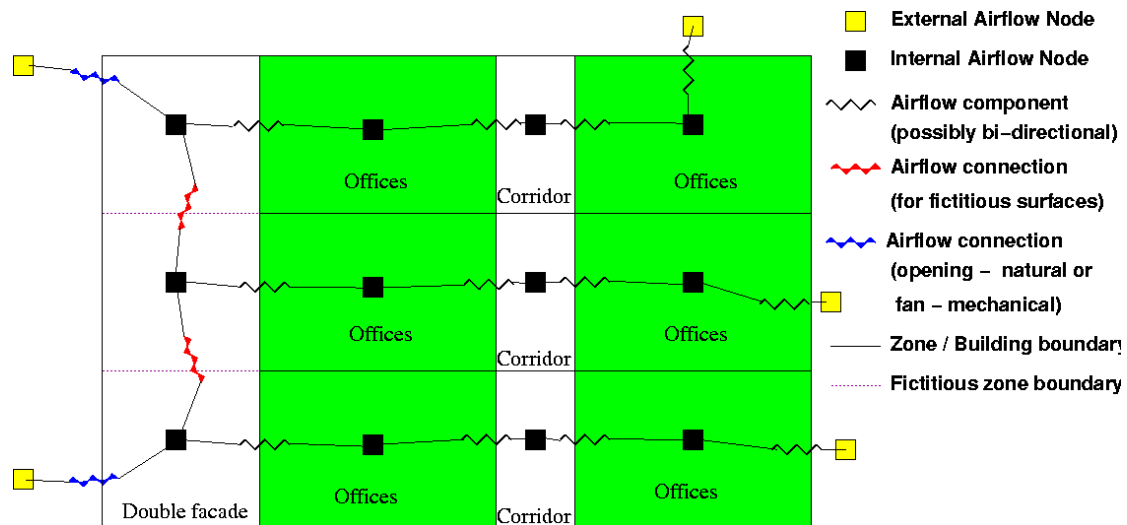 External Airflow Node
Internal Airflow Node
Airflow component
(possibly bi-directional)
Airflow connection
(for fictitious surfaces)
Airflow connection
(opening - natural or
fan - mechanical)
Zone / Building boundary
Fictitious zone boundary
Offices
Corridor
Offices
Offices
Corridor
Offices
Double facade
Offices
Corridor
Offices